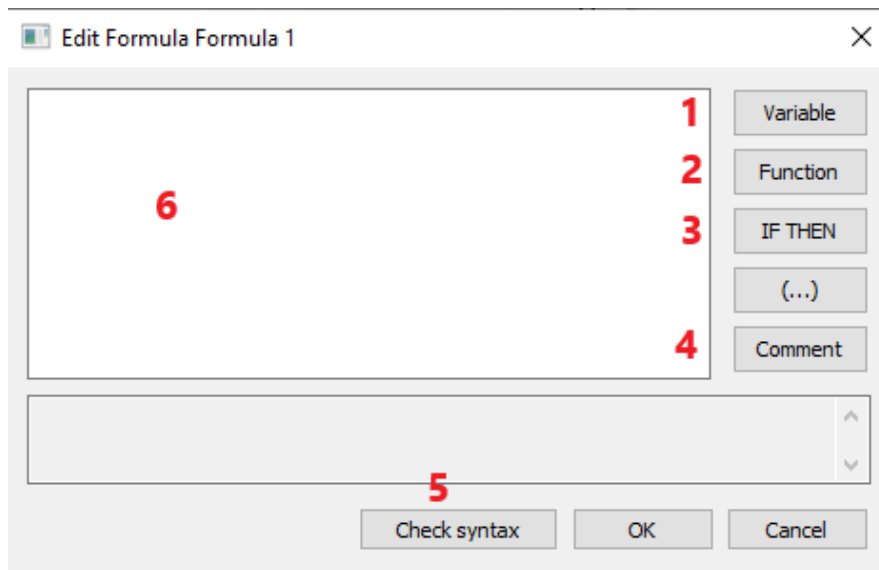 Edit Formula Formula 1
1 Variable
2 Function
6
3 IF THEN
(...)
4 Comment
5
Check syntax OK Cancel